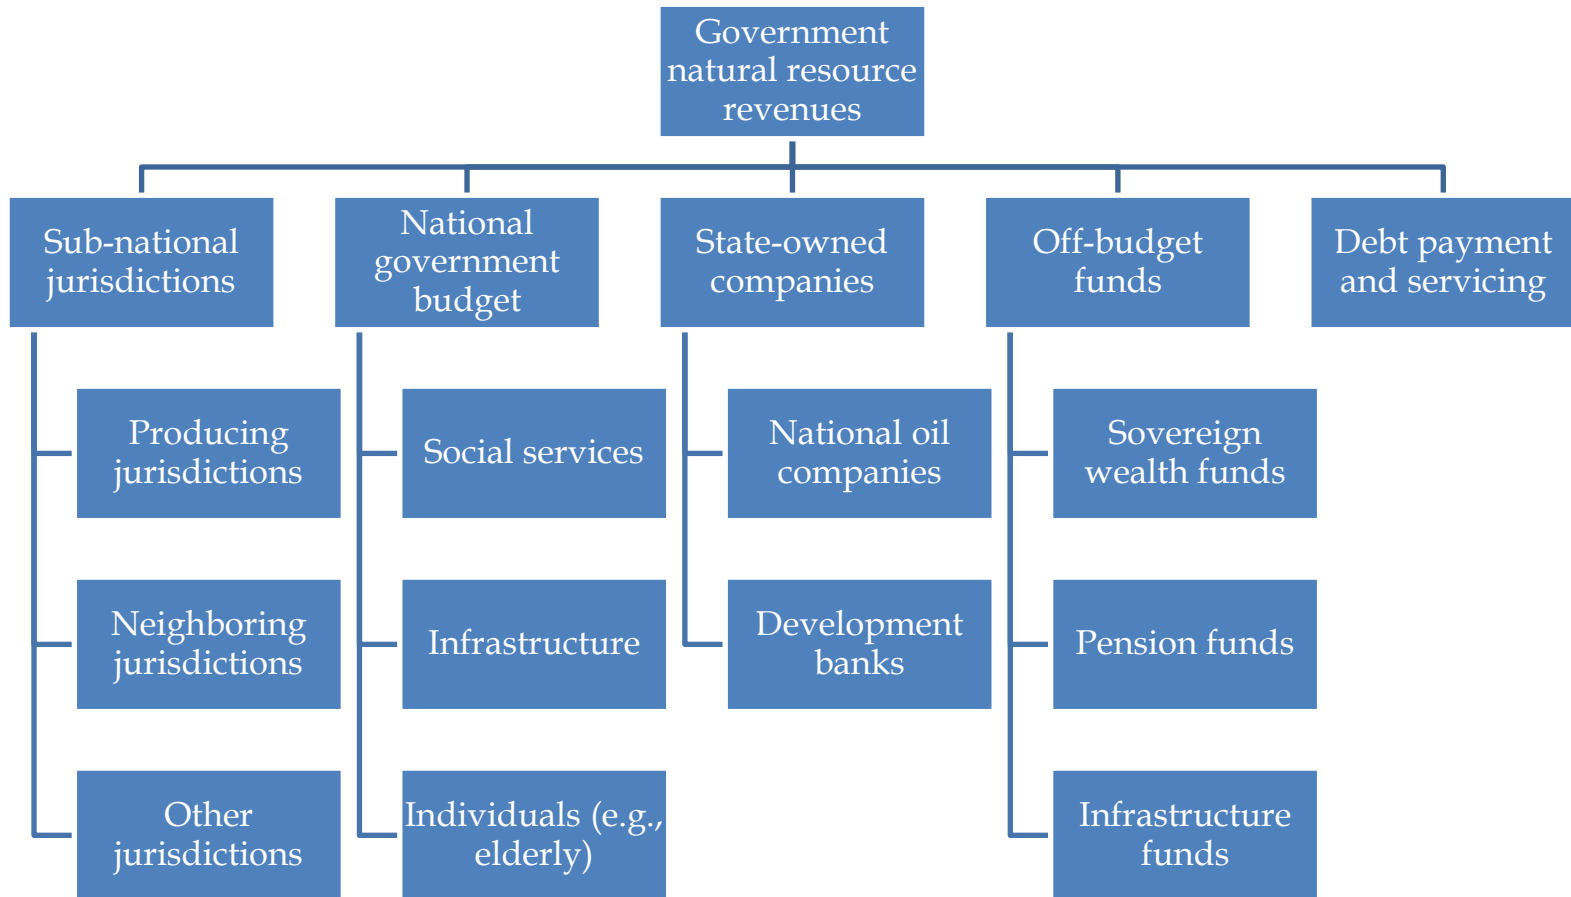 Government
natural resource
revenues
Sub-national
jurisdictions
National
government
budget
State-owned
companies
Off-budget
funds
Debt payment
and servicing
Producing
jurisdictions
Social services
National oil
companies
Sovereign
wealth funds
Neighboring
jurisdictions
Infrastructure
Development
banks
Pension funds
Other
jurisdictions
Individuals (e.g.,
elderly)
Infrastructure
funds